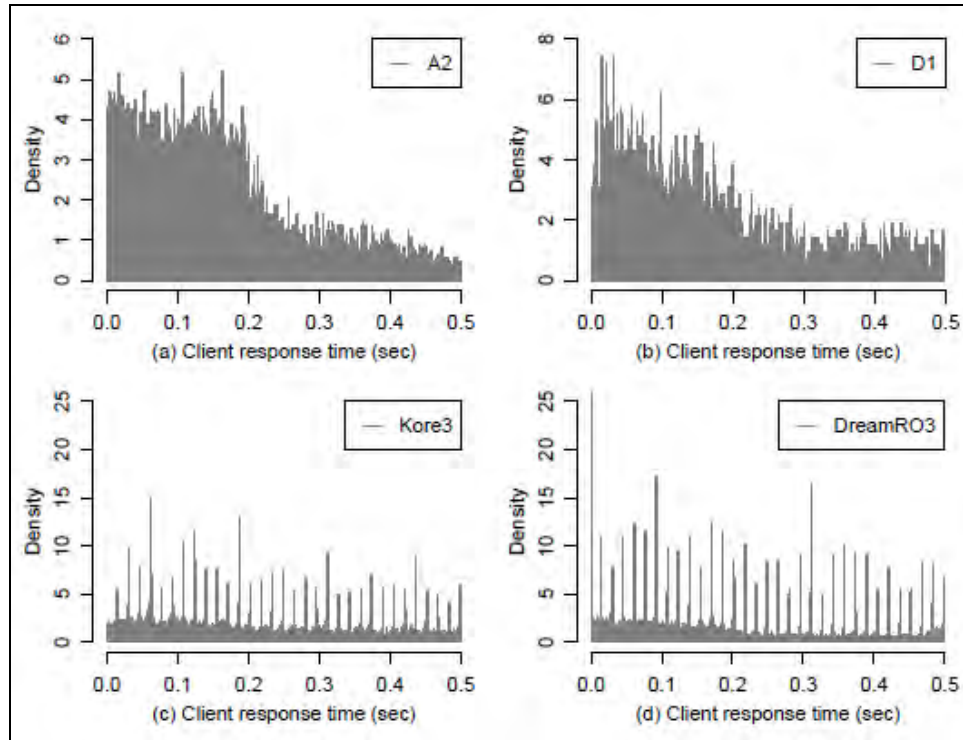 A2
Density
0 1 2 3 4 5 6
0.0 0.1 0.2 0.3 0.4 0.5
(a) Client response time (sec)
D1
Density
0 2 4 6 8
0.0 0.1 0.2 0.3 0.4 0.5
(b) Client response time (sec)
Kore3
Density
0 5 10 15 20 25
0.0 0.1 0.2 0.3 0.4 0.5
(c) Client response time (sec)
DreamRO3
Density
0 5 10 15 20 25
0.0 0.1 0.2 0.3 0.4 0.5
(d) Client response time (sec)